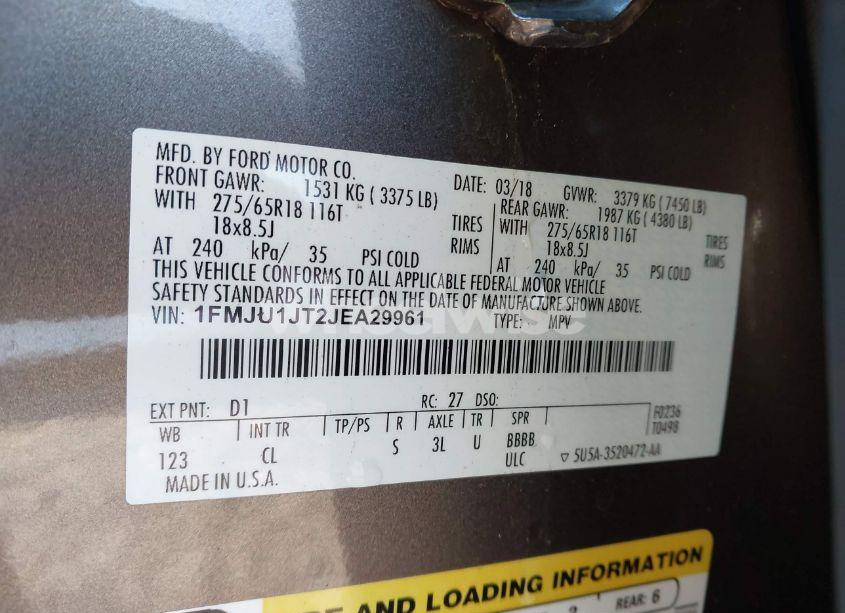 MFD. BY FORD MOTOR CO.
DATE: 03/18 GVWR: 3379 KG ( 7450 LB)
FRONT GAWR: 1531 KG ( 3375 LB)
REAR GAWR: 1987 KG ( 4380 LB)
WITH 275/65R18 116T TIRES
WITH 275/65R18 116T TIRES
18x8.5J RIMS
18x8.5J RIMS
AT 240 kPa/ 35 PSI COLD
AT 240 kPa/ 35 PSI COLD
THIS VEHICLE CONFORMS TO ALL APPLICABLE FEDERAL MOTOR VEHICLE
SAFETY STANDARDS IN EFFECT ON THE DATE OF MANUFACTURE SHOWN ABOVE.
VIN: 1FMJU1JT2JEA29961 TYPE: MPV
EXT PNT: D1 RC: 27 DSO:
F0236
T0498
WB INT TR TP/PS R AXLE TR SPR
123 CL S 3L U BBBB
ULC ▽ 5U5A-3520472-AA
MADE IN U.S.A.
AND LOADING INFORMATION
REAR: 6